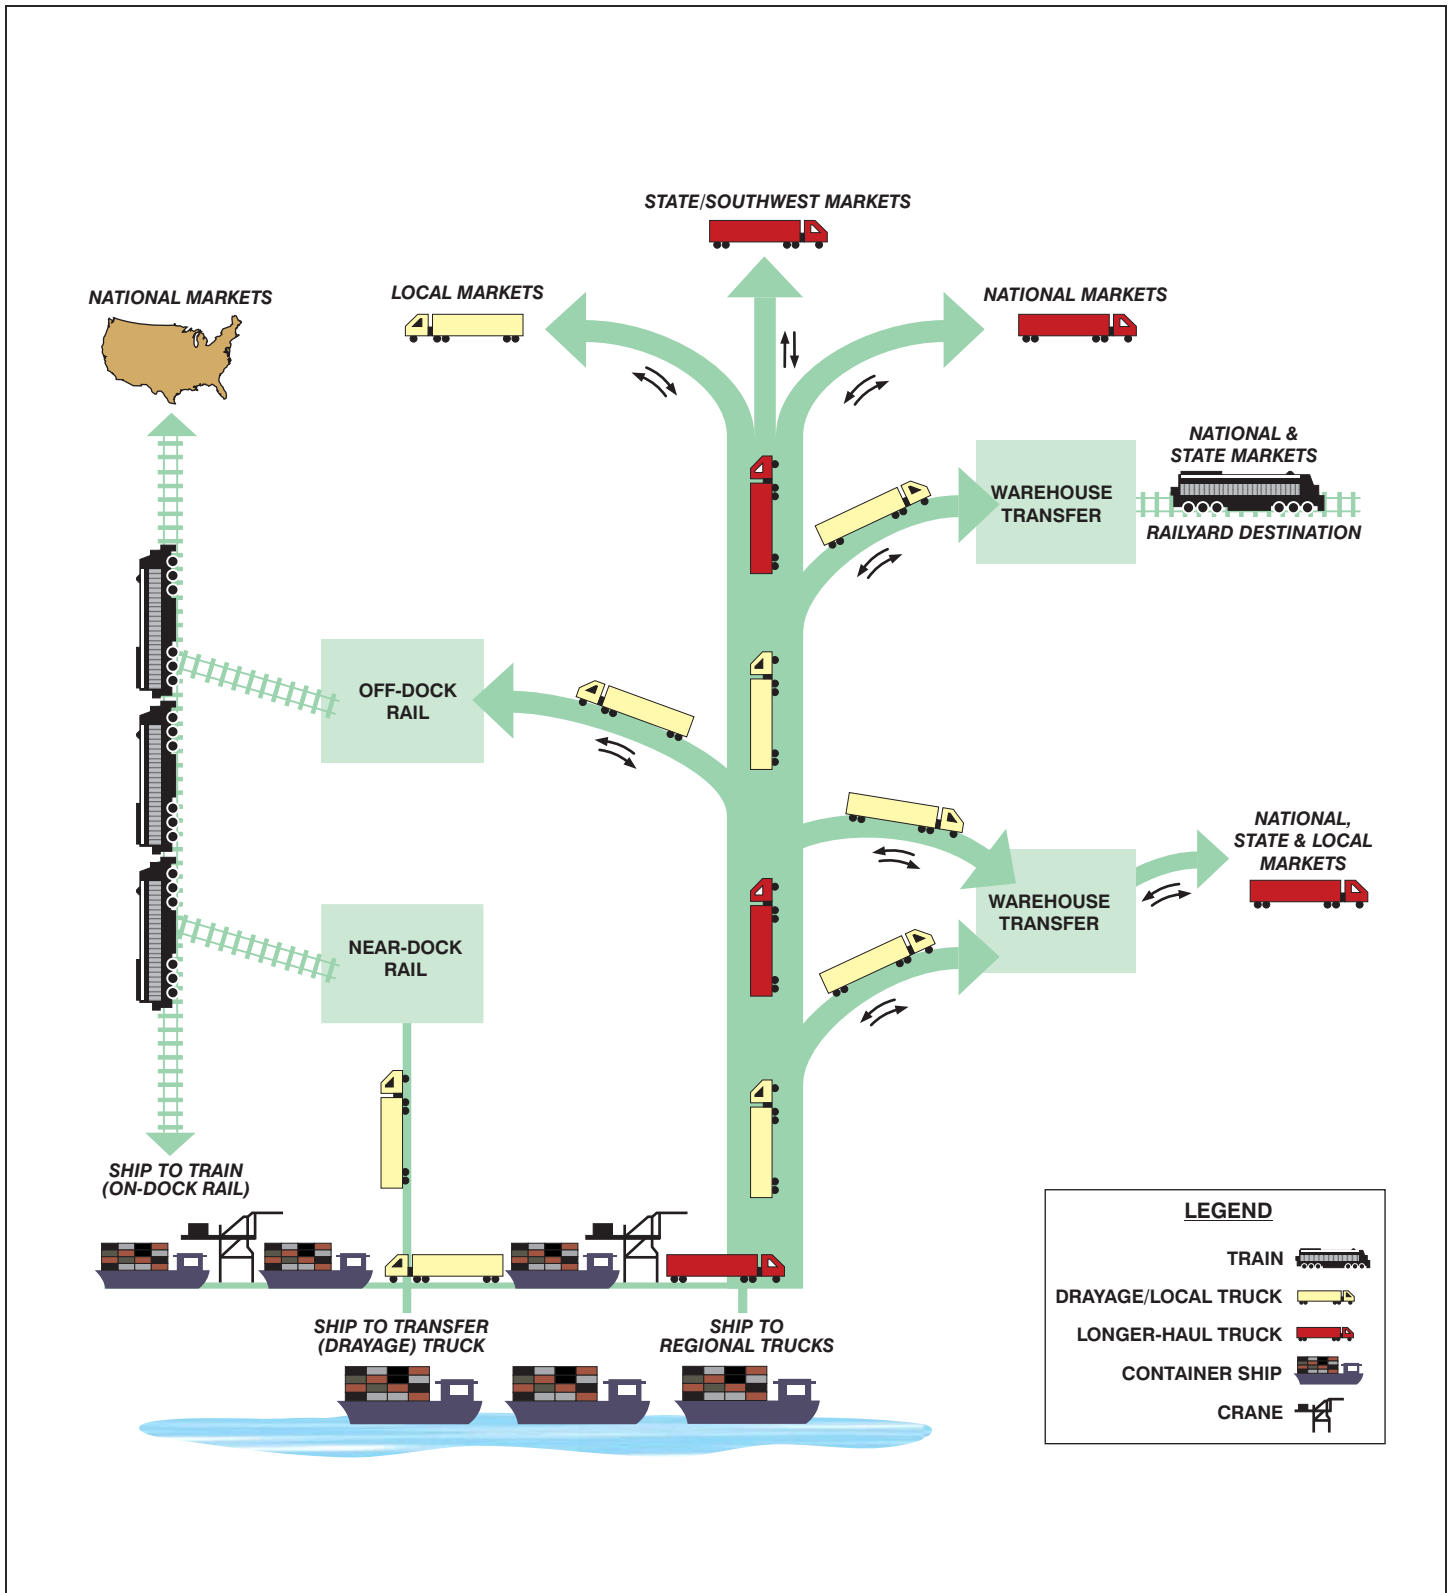 STATE/SOUTHWEST MARKETS
NATIONAL MARKETS
LOCAL MARKETS
NATIONAL MARKETS
NATIONAL &
STATE MARKETS
WAREHOUSE
TRANSFER
RAILYARD DESTINATION
OFF-DOCK
RAIL
NATIONAL,
STATE & LOCAL
MARKETS
WAREHOUSE
TRANSFER
NEAR-DOCK
RAIL
SHIP TO TRAIN
(ON-DOCK RAIL)
SHIP TO TRANSFER
(DRAYAGE) TRUCK
SHIP TO
REGIONAL TRUCKS
LEGEND
TRAIN
DRAYAGE/LOCAL TRUCK
LONGER-HAUL TRUCK
CONTAINER SHIP
CRANE